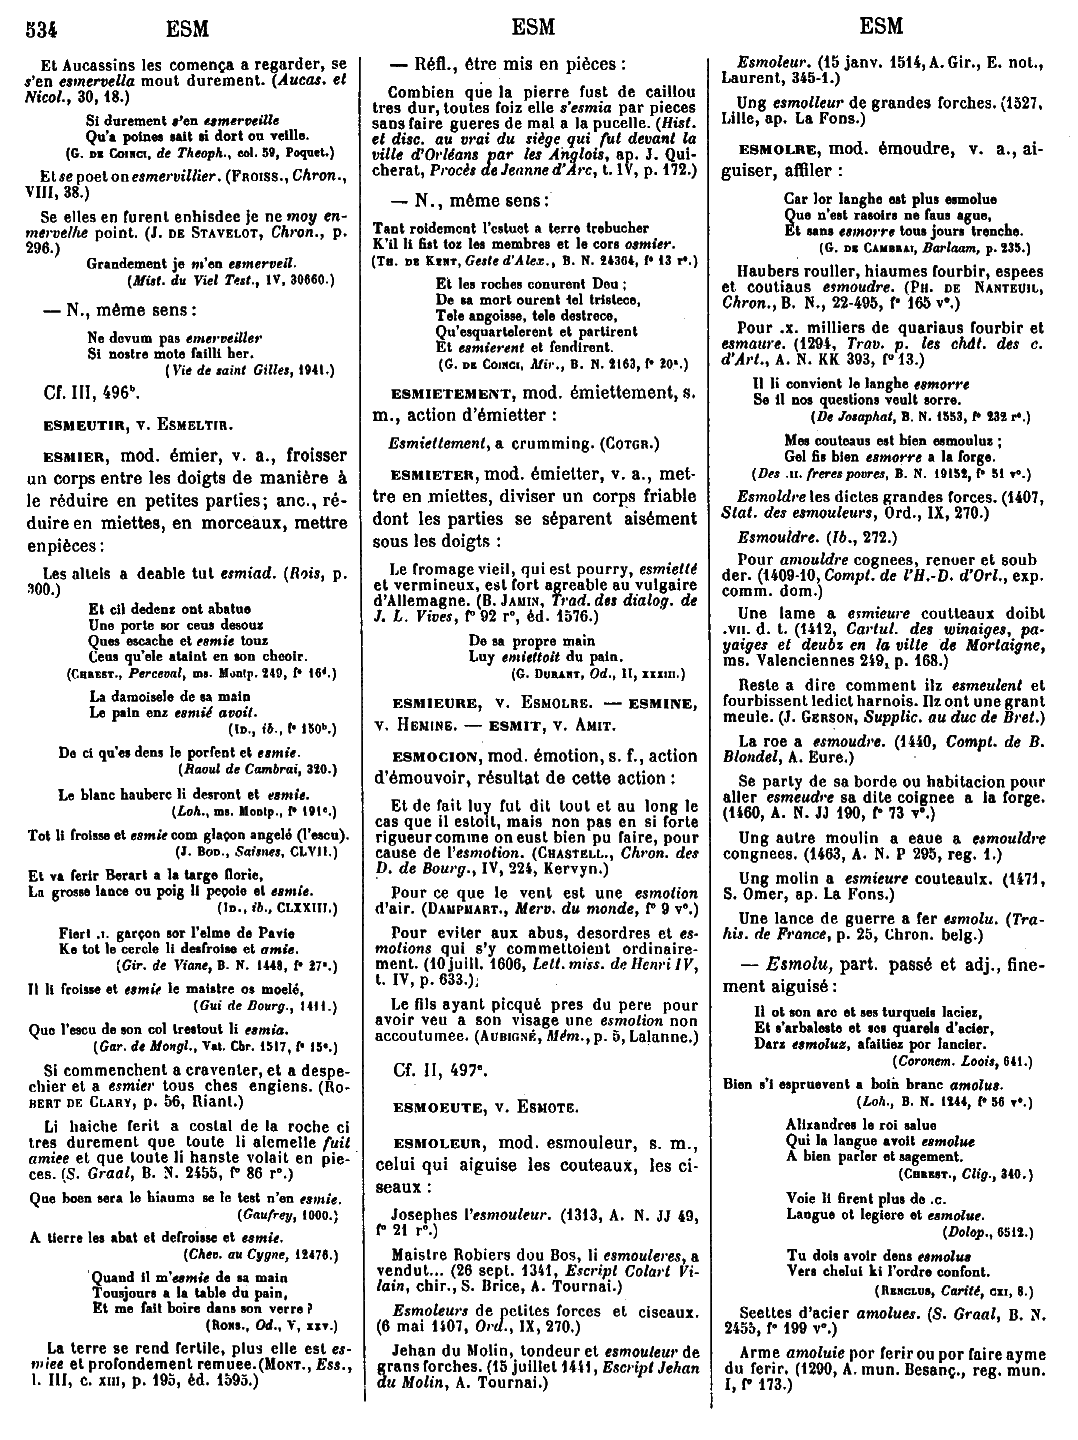 534 ESM ESM ESM
Et Aucassins les comença a regarder, se
s'en esmervella mout durement. (Aucas. et
Nicol., 30, 18.)
Si durement s'en esmerveille
Qu'a poines sait si dort ou veille.
(G. DE COINCI, de Theoph., col. 59, Poquet.)
Et se poet on esmervillier. (FROISS., Chron.,
VIII, 38.)
Se elles en furent enhisdee je ne moy en-
mervelhe point. (J. DE STAVELOT, Chron., p.
296.)
Grandement je m'en esmerveil.
(Mist. du Viel Test., IV, 30660.)
— N., même sens :
Ne devum pas emerveiller
Si nostre mote failli her.
(Vie de saint Gilles, 1941.)
Cf. III, 496ᵇ.
ESMEUTIR, v. ESMELTIR.
ESMIER, mod. émier, v. a., froisser
un corps entre les doigts de manière à
le réduire en petites parties; anc., ré-
duire en miettes, en morceaux, mettre
en pièces :
Les alteis a deable tut esmiad. (Rois, p.
300.)
Et cil dedenz ont abatue
Une porte sor ceus desouz
Ques escache et esmie touz
Ceus qu'ele ataint en son cheoir.
(CHREST., Perceval, ms. Montp. 249, f° 16ᵈ.)
La damoisele de sa main
Le pain enz esmié avoit.
(ID., ib., f° 150ᵇ.)
De ci qu'es dens le porfent et esmie.
(Raoul de Cambrai, 320.)
Le blanc hauberc li desront et esmie.
(Loh., ms. Montp., f° 191ᶜ.)
Tot li froisse et esmie com glaçon angelé (l'escu).
(J. BOD., Saisnes, CLVII.)
Et va ferir Berart a la targe florie,
La grosse lance ou poig li peçoie et esmie.
(ID., ib., CLXXIII.)
Fiert .I. garçon sor l'elme de Pavie
Ke tot le cercle li desfroise et amie.
(Gir. de Viane, B. N. 1448, f° 27ᵃ.)
Il li froisse et esmie le maistre os moelé,
(Gui de Bourg., 1411.)
Que l'escu de son col trestout li esmia.
(Gar. de Mongl., Vat. Chr. 1517, f° 15ᵃ.)
Si commenchent a craventer, et a despe-
chier et a esmier tous ches engiens. (RO-
BERT DE CLARY, p. 56, Riant.)
Li haiche ferit a costal de la roche ci
tres durement que toute li alemelle fuit
amiee et que toute li hanste volait en pie-
ces. (S. Graal, B. N. 2455, f° 86 r°.)
Que boen sera le hiaume se le test n'en esmie.
(Gaufrey, 1000.)
A tierre les abat et defroisse et esmie.
(Chev. au Cygne, 12476.)
Quand il m'esmie de sa main
Tousjours a la table du pain,
Et me fait boire dans son verre ?
(RONS., Od., V, XXV.)
La terre se rend fertile, plus elle est es-
miee et profondement remuee. (MONT., Ess.,
l. III, c. XIII, p. 195, éd. 1595.)
— Réfl., être mis en pièces :
Combien que la pierre fust de caillou
tres dur, toutes foiz elle s'esmia par pieces
sans faire gueres de mal a la pucelle. (Hist.
et disc. au vrai du siège qui fut devant la
ville d'Orléans par les Anglois, ap. J. Qui-
cherat, Procès de Jeanne d'Arc, t. IV, p. 172.)
— N., même sens :
Tant roidement l'estuet a terre trebucher
K'il li fist toz les membres et le cors osmier.
(TH. DE KENT, Geste d'Alex., B. N. 24364, f° 13 r°.)
Et les roches conurent Deu ;
De sa mort ourent tel tristece,
Tele angoisse, tele destrece,
Qu'esquartelerent et partirent
Et esmierent et fendirent.
(G. DE COINCI, Mir., B. N. 2163, f° 20ᵃ.)
ESMIETEMENT, mod. émiettement, s.
m., action d'émietter :
Esmiettement, a crumming. (COTGR.)
ESMIETER, mod. émietter, v. a., met-
tre en miettes, diviser un corps friable
dont les parties se séparent aisément
sous les doigts :
Le fromage vieil, qui est pourry, esmietté
et vermineux, est fort agreable au vulgaire
d'Allemagne. (B. JAMIN, Trad. des dialog. de
J. L. Vives, f° 92 r°, éd. 1576.)
De sa propre main
Luy emiettoit du pain.
(G. DURANT, Od., II, XXXIII.)
ESMIEURE, v. ESMOLRE. — ESMINE,
v. HEMINE. — ESMIT, v. AMIT.
ESMOCION, mod. émotion, s. f., action
d'émouvoir, résultat de cette action :
Et de fait luy fut dit tout et au long le
cas que il estoit, mais non pas en si forte
rigueur comme on eust bien pu faire, pour
cause de l'esmotion. (CHASTELL., Chron. des
D. de Bourg., IV, 224, Kervyn.)
Pour ce que le vent est une esmotion
d'air. (DAMPMART., Merv. du monde, f° 9 v°.)
Pour eviter aux abus, desordres et es-
motions qui s'y commettoient ordinaire-
ment. (10 juill. 1606, Lett. miss. de Henri IV,
t. IV, p. 633.);
Le fils ayant picqué pres du pere pour
avoir veu a son visage une esmotion non
accoutumee. (AUBIGNÉ, Mém., p. 5, Lalanne.)
Cf. II, 497ᵃ.
ESMOEUTE, v. ESMOTE.
ESMOLEUR, mod. esmouleur, s. m.,
celui qui aiguise les couteaux, les ci-
seaux :
Josephes l'esmouleur. (1313, A. N. JJ 49,
f° 21 r°.)
Maistre Robiers dou Bos, li esmouleres, a
vendut... (26 sept. 1341, Escript Colart Vi-
lain, chir., S. Brice, A. Tournai.)
Esmoleurs de petites forces et ciseaux.
(6 mai 1407, Ord., IX, 270.)
Jehan du Molin, tondeur et esmouleur de
grans forches. (15 juillet 1441, Escript Jehan
du Molin, A. Tournai.)
Esmoleur. (15 janv. 1514, A. Gir., E. not.,
Laurent, 345-1.)
Ung esmolleur de grandes forches. (1527,
Lille, ap. La Fons.)
ESMOLRE, mod. émoudre, v. a., ai-
guiser, affiler :
Car lor langhe est plus esmolue
Que n'est rasoirs ne faus ague,
Et sans esmorre tous jours trenche.
(G. DE CAMBRAI, Barlaam, p. 235.)
Haubers rouller, hiaumes fourbir, espees
et coutiaus esmoudre. (PH. DE NANTEUIL,
Chron., B. N., 22-495, f° 165 v°.)
Pour .x. milliers de quariaus fourbir et
esmaure. (1294, Trav. p. les chât. des c.
d'Art., A. N. KK 393, f° 13.)
Il li convient le langhe esmorre
Se il nos questions veult sorre.
(De Josaphat, B. N. 1553, f° 232 r°.)
Mes couteaus est bien esmoulus ;
Gel fis bien esmorre a la forge.
(Des .II. freres povres, B. N. 19152, f° 51 v°.)
Esmoldre les dictes grandes forces. (1407,
Stat. des esmouleurs, Ord., IX, 270.)
Esmouldre. (Ib., 272.)
Pour amouldre cognees, renuer et soub
der. (1409-10, Compt. de l'H.-D. d'Orl., exp.
comm. dom.)
Une lame a esmieure coutteaux doibt
.VII. d. t. (1412, Cartul. des winaiges, pa-
yaiges et deubz en la ville de Mortaigne,
ms. Valenciennes 249, p. 168.)
Reste a dire comment ilz esmeulent et
fourbissent ledict harnois. Ilz ont une grant
meule. (J. GERSON, Supplic. au duc de Bret.)
La roe a esmoudre. (1440, Compt. de B.
Blondel, A. Eure.)
Se party de sa borde ou habitacion pour
aller esmeudre sa dite coignee a la forge.
(1460, A. N. JJ 190, f° 73 v°.)
Ung autre moulin a eaue a esmouldre
congnees. (1463, A. N. P 295, reg. 1.)
Ung molin a esmieure couteaulx. (1471,
S. Omer, ap. La Fons.)
Une lance de guerre a fer esmolu. (Tra-
his. de France, p. 25, Chron. belg.)
— Esmolu, part. passé et adj., fine-
ment aiguisé :
Il ot son arc et ses turquels laciez,
Et s'arbaleste et sos quarels d'acier,
Darz esmoluz, afaitiez por lancier.
(Coronem. Loois, 641.)
Bien s'i espruevent a boin branc amolus.
(Loh., B. N. 1244, f° 56 v°.)
Alixandres le roi salue
Qui la langue avoit esmolue
A bien parler et sagement.
(CHREST., Clig., 340.)
Voie li firent plus de .c.
Langue ot legiere et esmolue.
(Dolop., 6512.)
Tu dois avoir dens esmolus
Vers chelui ki l'ordre confont.
(RENCLUS, Carité, CXI, 8.)
Seettes d'acier amolues. (S. Graal, B. N.
2455, f° 199 v°.)
Arme amoluie por ferir ou por faire ayme
du ferir. (1290, A. mun. Besanç., reg. mun.
I, f° 173.)